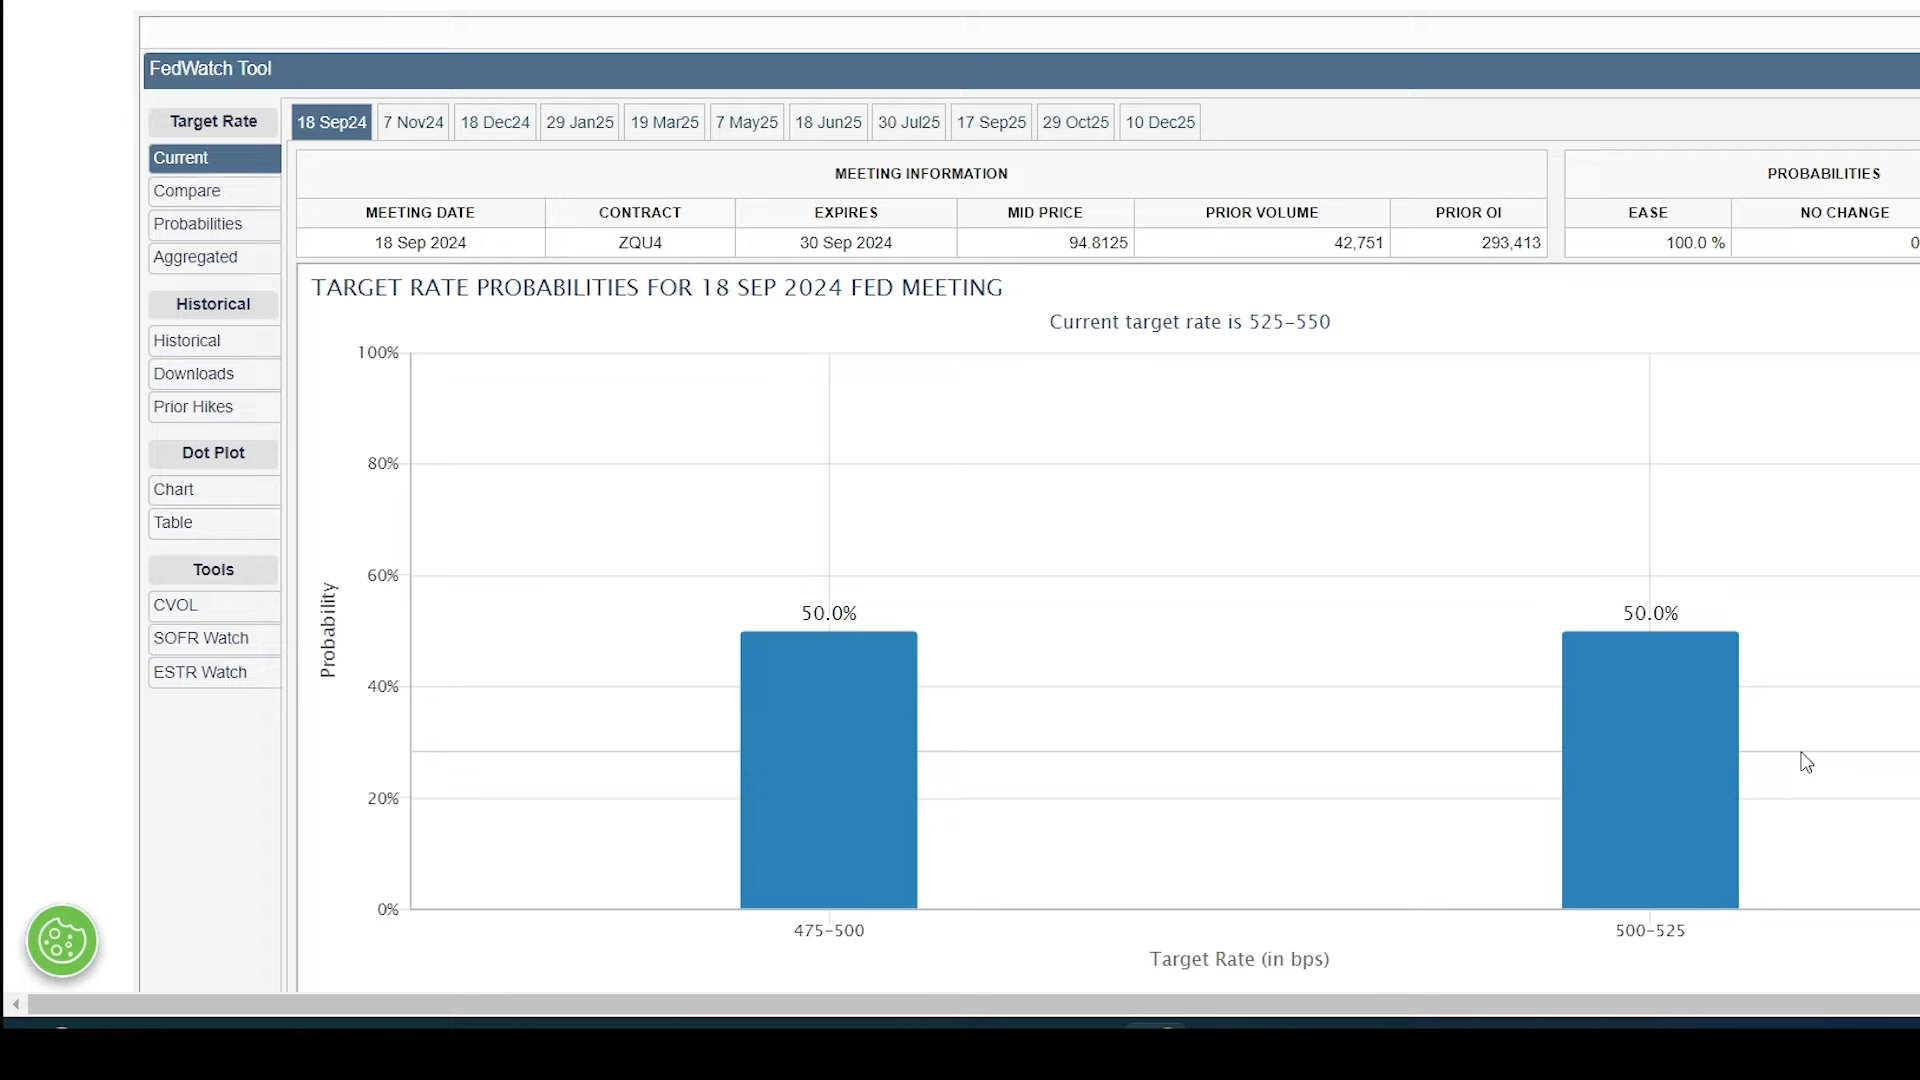 FedWatch Tool
Target Rate
Current
Compare
Probabilities
Aggregated
Historical
Historical
Downloads
Prior Hikes
Dot Plot
Chart
Table
Tools
CVOL
SOFR Watch
ESTR Watch
18 Sep24 7 Nov24 18 Dec24 29 Jan25 19 Mar25 7 May25 18 Jun25 30 Jul25 17 Sep25 29 Oct25 10 Dec25
MEETING INFORMATION
MEETING DATE CONTRACT EXPIRES MID PRICE PRIOR VOLUME PRIOR OI
18 Sep 2024 ZQU4 30 Sep 2024 94.8125 42,751 293,413
PROBABILITIES
EASE NO CHANGE
100.0 % 0
TARGET RATE PROBABILITIES FOR 18 SEP 2024 FED MEETING
Current target rate is 525-550
Probability
100%
80%
60%
40%
20%
0%
50.0% 50.0%
475-500 500-525
Target Rate (in bps)